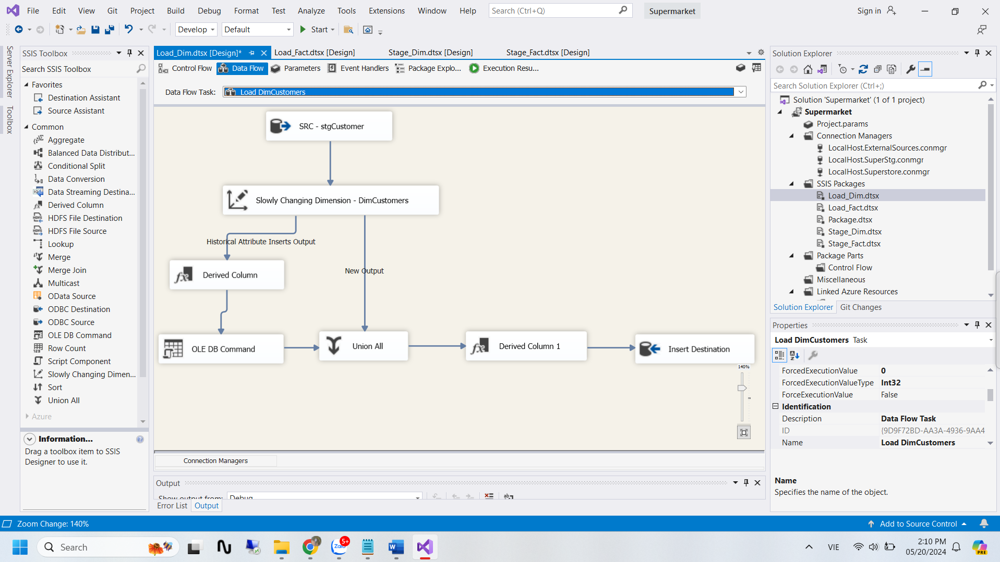 File Edit View Git Project Build Debug Format Test Analyze Tools Extensions Window Help Search (Ctrl+Q) Supermarket Sign in
Develop Default Start
Server Explorer
Toolbox
SSIS Toolbox
Search SSIS Toolbox
Favorites
Destination Assistant
Source Assistant
Common
Aggregate
Balanced Data Distribut...
Conditional Split
Data Conversion
Data Streaming Destina...
Derived Column
HDFS File Destination
HDFS File Source
Lookup
Merge
Merge Join
Multicast
OData Source
ODBC Destination
ODBC Source
OLE DB Command
Row Count
Script Component
Slowly Changing Dimen...
Sort
Union All
Azure
Information...
Drag a toolbox item to SSIS
Designer to use it.
Load_Dim.dtsx [Design]* Load_Fact.dtsx [Design] Stage_Dim.dtsx [Design] Stage_Fact.dtsx [Design]
Control Flow Data Flow Parameters Event Handlers Package Explo... Execution Resu...
Data Flow Task: Load DimCustomers
SRC - stgCustomer
Slowly Changing Dimension - DimCustomers
Historical Attribute Inserts Output
Derived Column
New Output
OLE DB Command
Union All
Derived Column 1
Insert Destination
140%
Connection Managers
Output
Show output from: Debug
Error List Output
Solution Explorer
Search Solution Explorer (Ctrl+;)
Solution 'Supermarket' (1 of 1 project)
Supermarket
Project.params
Connection Managers
LocalHost.ExternalSources.conmgr
LocalHost.SuperStg.conmgr
LocalHost.Superstore.conmgr
SSIS Packages
Load_Dim.dtsx
Load_Fact.dtsx
Package.dtsx
Stage_Dim.dtsx
Stage_Fact.dtsx
Package Parts
Control Flow
Miscellaneous
Linked Azure Resources
Solution Explorer Git Changes
Properties
Load DimCustomers Task
ForcedExecutionValue 0
ForcedExecutionValueType Int32
ForceExecutionValue False
Identification
Description Data Flow Task
ID {9D9F72BD-AA3A-4936-9AA4
Name Load DimCustomers
Name
Specifies the name of the object.
Zoom Change: 140% Add to Source Control
Search
Zalo
5+
VIE
2:10 PM
05/20/2024
PRE